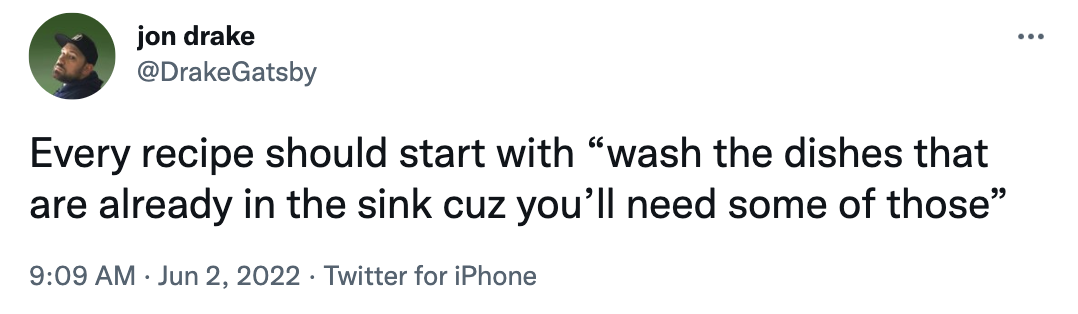 jon drake
@DrakeGatsby
Every recipe should start with “wash the dishes that
are already in the sink cuz you’ll need some of those”
9:09 AM · Jun 2, 2022 · Twitter for iPhone